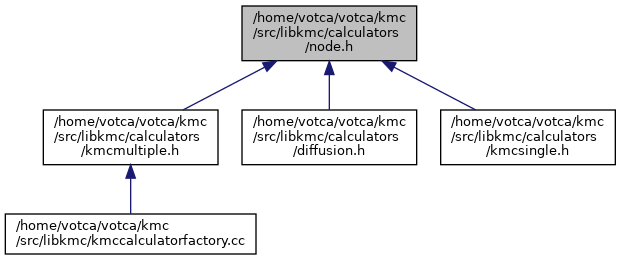 /home/votca/votca/kmc
/src/libkmc/calculators
/node.h
/home/votca/votca/kmc
/src/libkmc/calculators
/kmcmultiple.h
/home/votca/votca/kmc
/src/libkmc/calculators
/diffusion.h
/home/votca/votca/kmc
/src/libkmc/calculators
/kmcsingle.h
/home/votca/votca/kmc
/src/libkmc/kmccalculatorfactory.cc